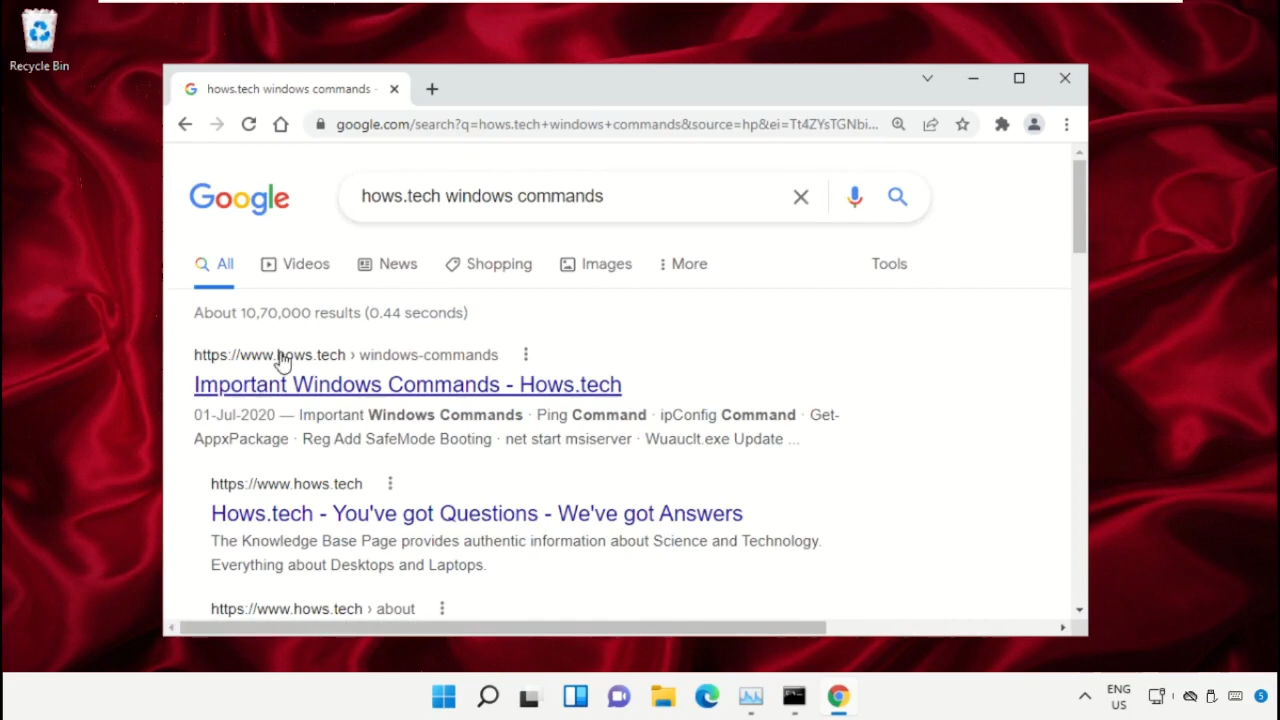 Recycle Bin
hows.tech windows commands -
google.com/search?q=hows.tech+windows+commands&source=hp&ei=Tt4ZYsTGNbi...
Google
hows.tech windows commands
All Videos News Shopping Images More Tools
About 10,70,000 results (0.44 seconds)
https://www.hows.tech › windows-commands
Important Windows Commands - Hows.tech
01-Jul-2020 — Important Windows Commands · Ping Command · ipConfig Command · Get-
AppxPackage · Reg Add SafeMode Booting · net start msiserver · Wuauclt.exe Update ...
https://www.hows.tech
Hows.tech - You've got Questions - We've got Answers
The Knowledge Base Page provides authentic information about Science and Technology.
Everything about Desktops and Laptops.
https://www.hows.tech › about
ENG
US
5